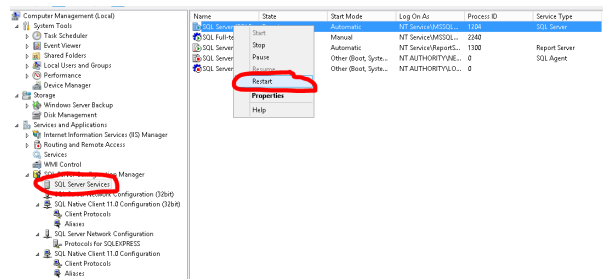 Computer Management (Local)
System Tools
Task Scheduler
Event Viewer
Shared Folders
Local Users and Groups
Performance
Device Manager
Storage
Windows Server Backup
Disk Management
Services and Applications
Internet Information Services (IIS) Manager
Routing and Remote Access
Services
WMI Control
SQL Server Configuration Manager
SQL Server Services
SQL Server Network Configuration (32bit)
SQL Native Client 11.0 Configuration (32bit)
Client Protocols
Aliases
SQL Server Network Configuration
Protocols for SQLEXPRESS
SQL Native Client 11.0 Configuration
Client Protocols
Aliases
Name State Start Mode Log On As Process ID Service Type
SQL Server Automatic NT Service\MSSQL... 1204 SQL Server
SQL Full-te Manual NT Service\MSSQL... 2240
SQL Server Automatic NT Service\ReportS... 1300 Report Server
SQL Server Other (Boot, Syste... NT AUTHORITY\NE... 0 SQL Agent
SQL Server Other (Boot, Syste... NT AUTHORITY\LO... 0
Start
Stop
Pause
Resume
Restart
Properties
Help